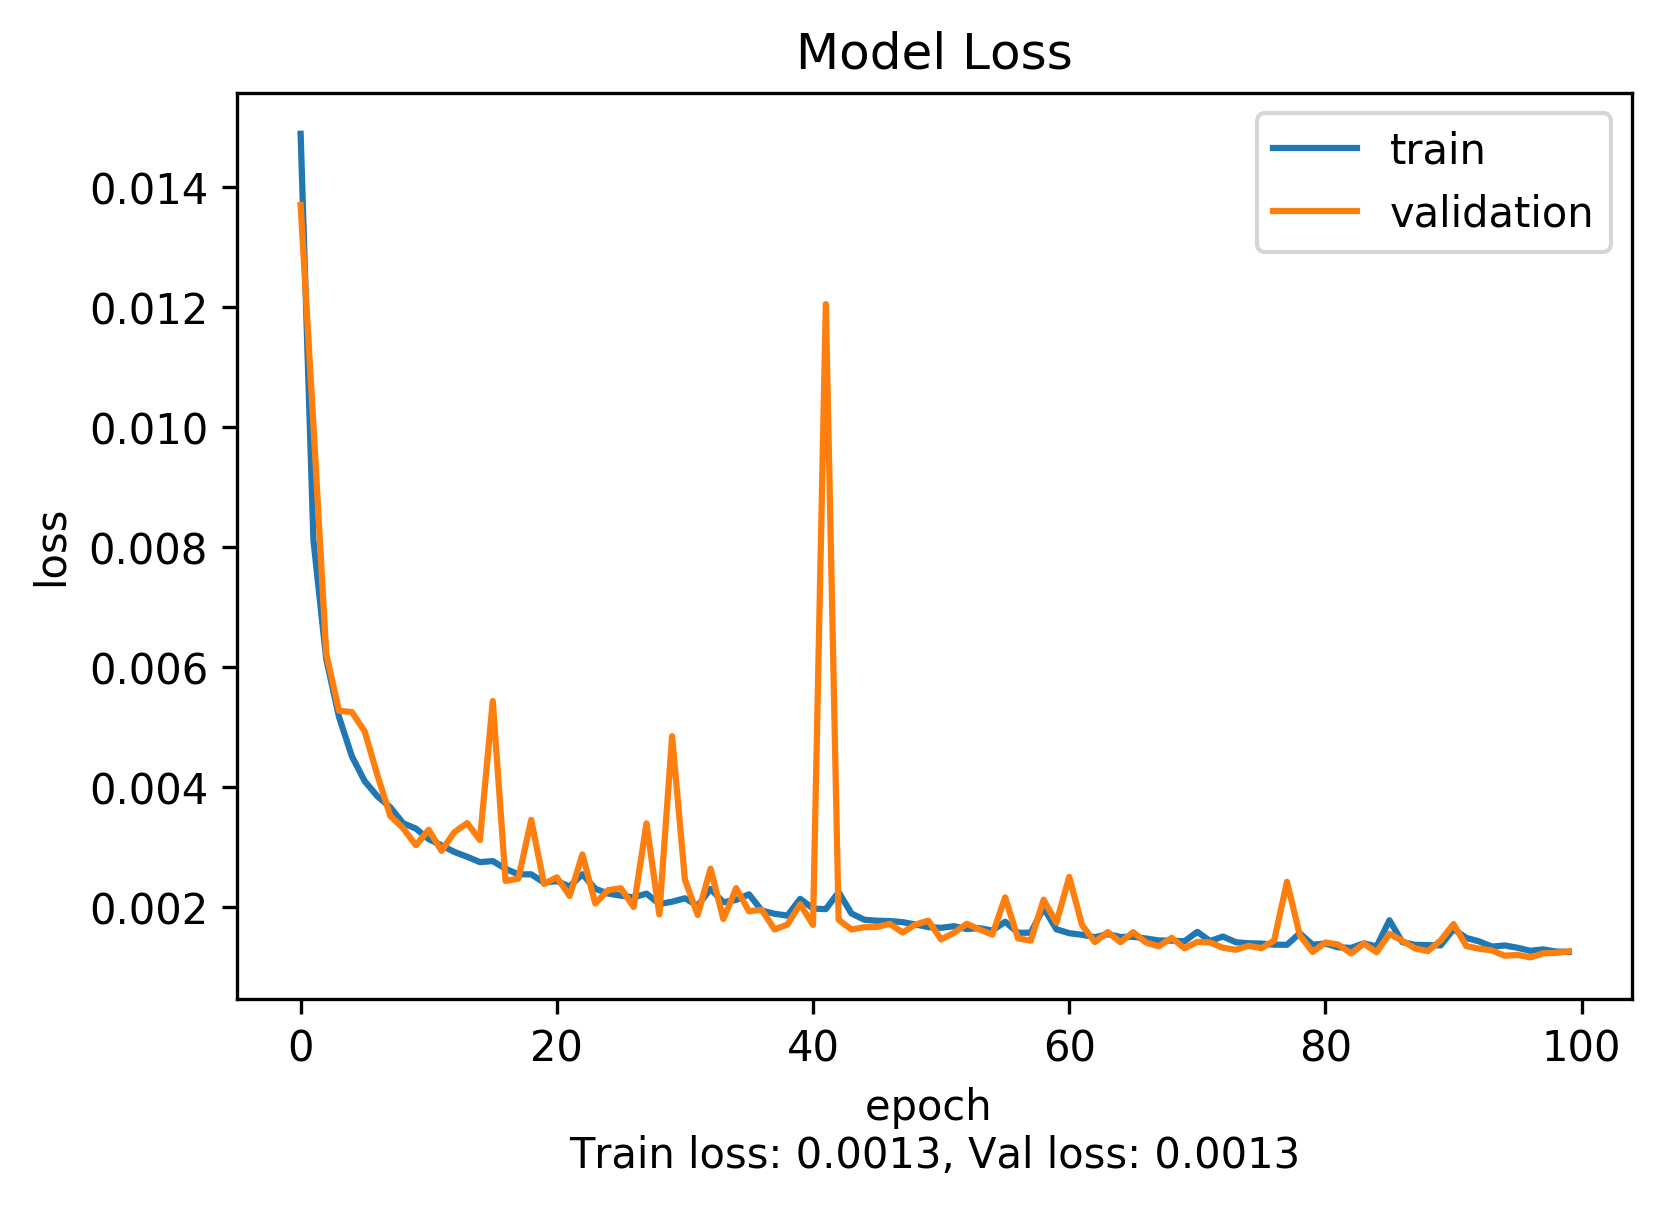 Model Loss
train
validation
0.014
0.012
0.010
0.008
0.006
0.004
0.002
loss
0 20 40 60 80 100
epoch
Train loss: 0.0013, Val loss: 0.0013